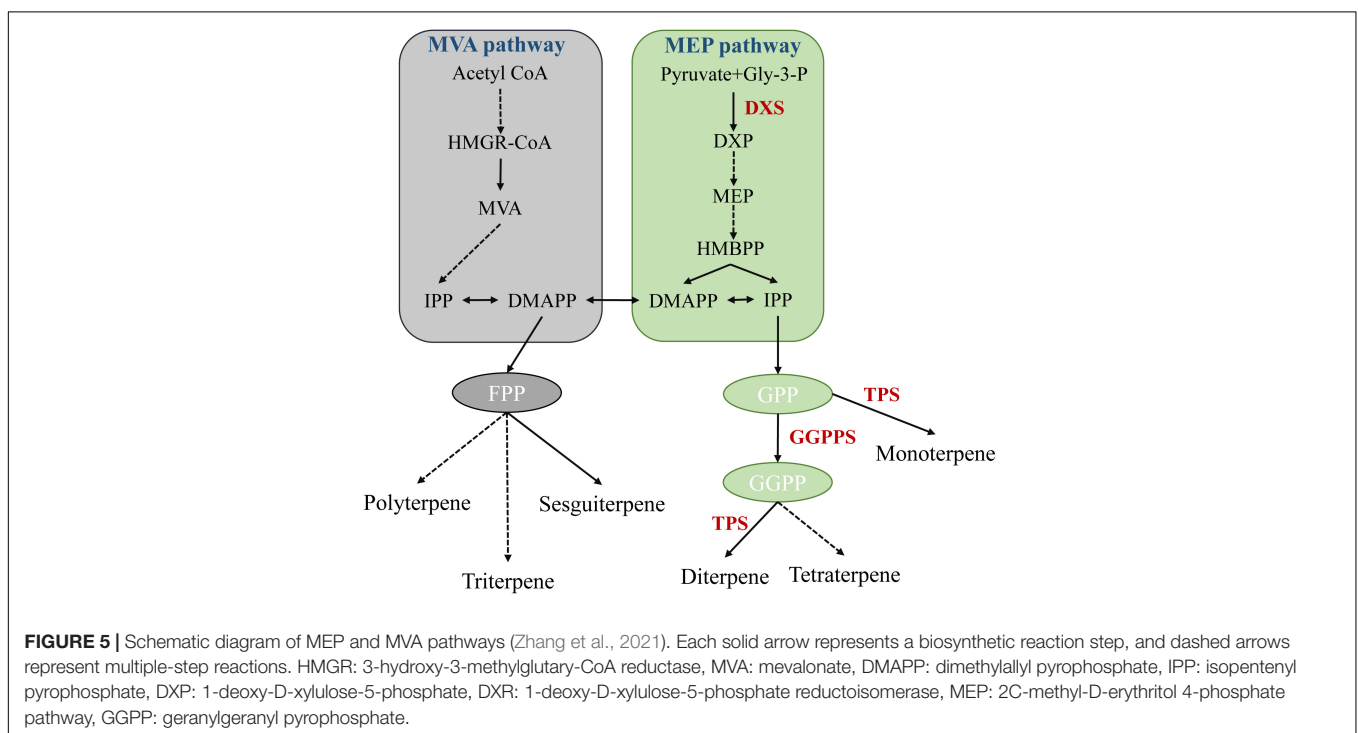 MVA pathway
Acetyl CoA
HMGR-CoA
MVA
IPP
DMAPP
MEP pathway
Pyruvate+Gly-3-P
DXS
DXP
MEP
HMBPP
DMAPP
IPP
FPP
Polyterpene
Sesguiterpene
Triterpene
GPP
TPS
Monoterpene
GGPPS
GGPP
TPS
Diterpene
Tetraterpene
FIGURE 5 | Schematic diagram of MEP and MVA pathways (Zhang et al., 2021). Each solid arrow represents a biosynthetic reaction step, and dashed arrows
represent multiple-step reactions. HMGR: 3-hydroxy-3-methylglutary-CoA reductase, MVA: mevalonate, DMAPP: dimethylallyl pyrophosphate, IPP: isopentenyl
pyrophosphate, DXP: 1-deoxy-D-xylulose-5-phosphate, DXR: 1-deoxy-D-xylulose-5-phosphate reductoisomerase, MEP: 2C-methyl-D-erythritol 4-phosphate
pathway, GGPP: geranylgeranyl pyrophosphate.